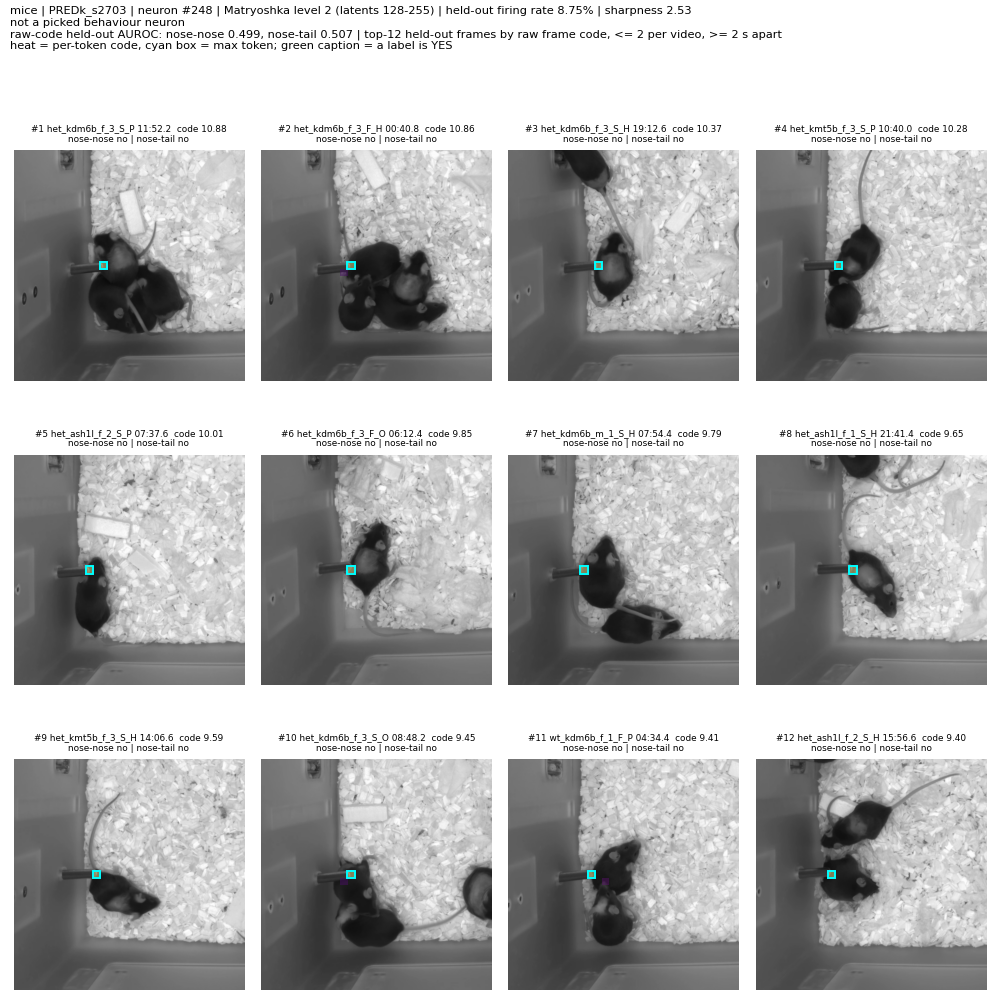 mice | PREDk_s2703 | neuron #248 | Matryoshka level 2 (latents 128-255) | held-out firing rate 8.75% | sharpness 2.53
not a picked behaviour neuron
raw-code held-out AUROC: nose-nose 0.499, nose-tail 0.507 | top-12 held-out frames by raw frame code, <= 2 per video, >= 2 s apart
heat = per-token code, cyan box = max token; green caption = a label is YES
#1 het_kdm6b_f_3_S_P 11:52.2  code 10.88
nose-nose no | nose-tail no
#2 het_kdm6b_f_3_F_H 00:40.8  code 10.86
nose-nose no | nose-tail no
#3 het_kdm6b_f_3_S_H 19:12.6  code 10.37
nose-nose no | nose-tail no
#4 het_kmt5b_f_3_S_P 10:40.0  code 10.28
nose-nose no | nose-tail no
#5 het_ash1l_f_2_S_P 07:37.6  code 10.01
nose-nose no | nose-tail no
#6 het_kdm6b_f_3_F_O 06:12.4  code 9.85
nose-nose no | nose-tail no
#7 het_kdm6b_m_1_S_H 07:54.4  code 9.79
nose-nose no | nose-tail no
#8 het_ash1l_f_1_S_H 21:41.4  code 9.65
nose-nose no | nose-tail no
#9 het_kmt5b_f_3_S_H 14:06.6  code 9.59
nose-nose no | nose-tail no
#10 het_kdm6b_f_3_S_O 08:48.2  code 9.45
nose-nose no | nose-tail no
#11 wt_kdm6b_f_1_F_P 04:34.4  code 9.41
nose-nose no | nose-tail no
#12 het_ash1l_f_2_S_H 15:56.6  code 9.40
nose-nose no | nose-tail no